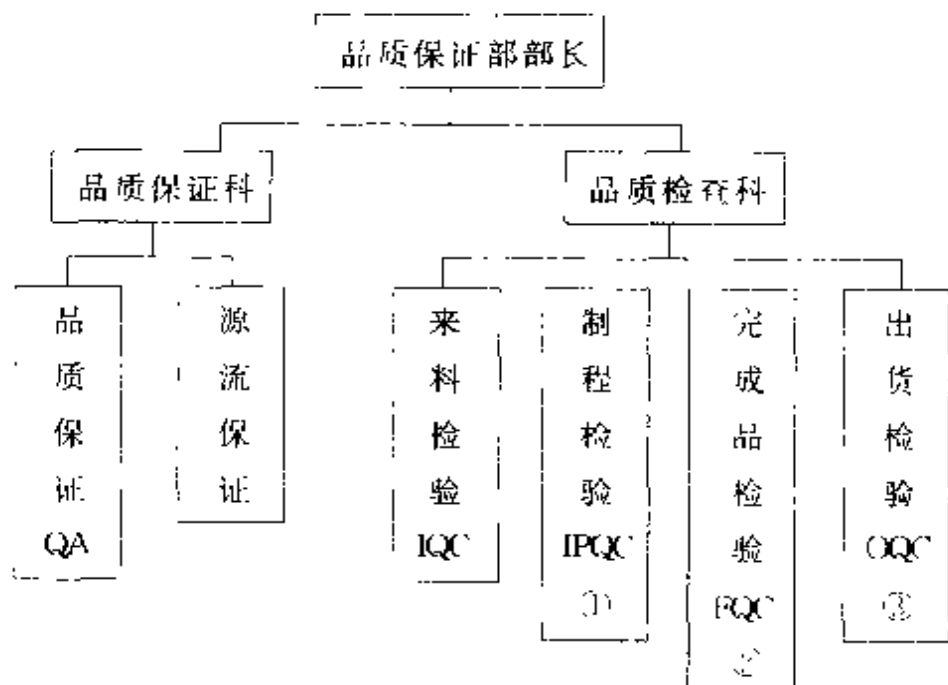 品质保证部部长
品质保证科
品质检查科
品质保证QA
源流保证
来料检验IQC
制程检验IPQC①
完成品检验FQC②
出货检验OQC③